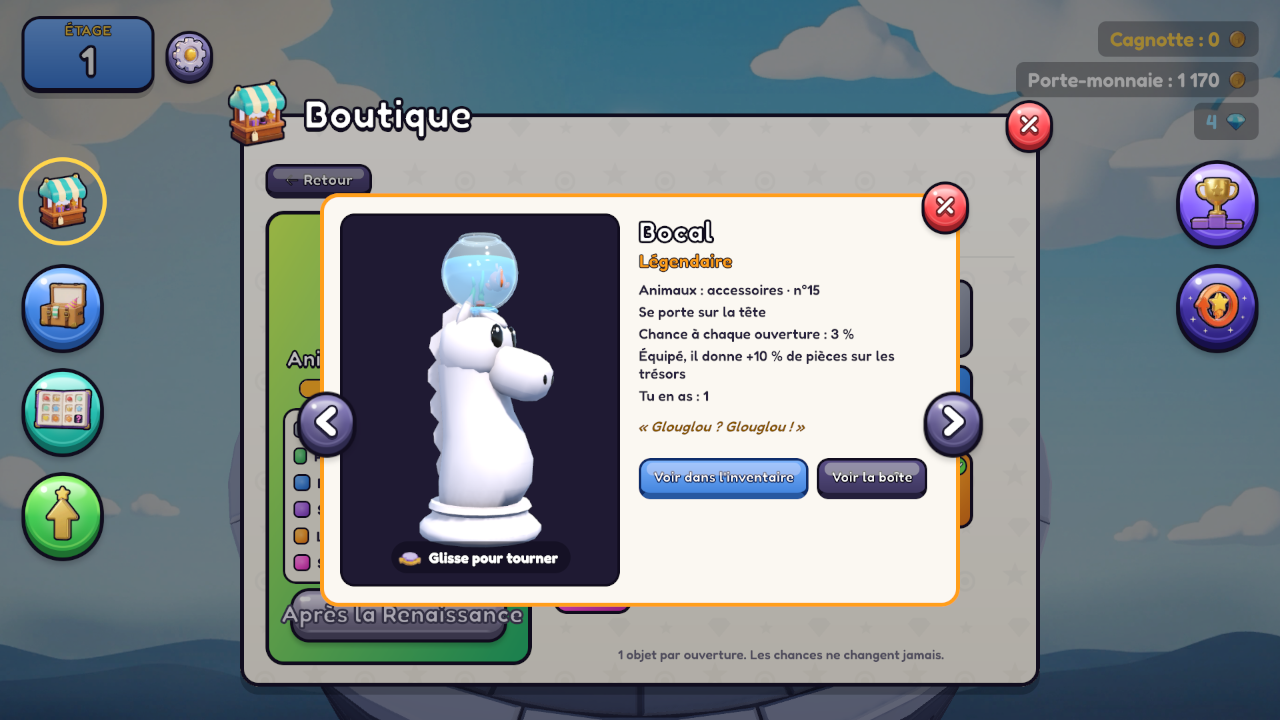 ÉTAGE
1
Cagnotte : 0
Porte-monnaie : 1 170
4
Boutique
← Retour
Bocal
Légendaire
Animaux : accessoires · n°15
Se porte sur la tête
Chance à chaque ouverture : 3 %
Équipé, il donne +10 % de pièces sur les
trésors
Tu en as : 1
« Glouglou ? Glouglou ! »
Voir dans l'inventaire
Voir la boîte
Glisse pour tourner
Ani
Après la Renaissance
1 objet par ouverture. Les chances ne changent jamais.